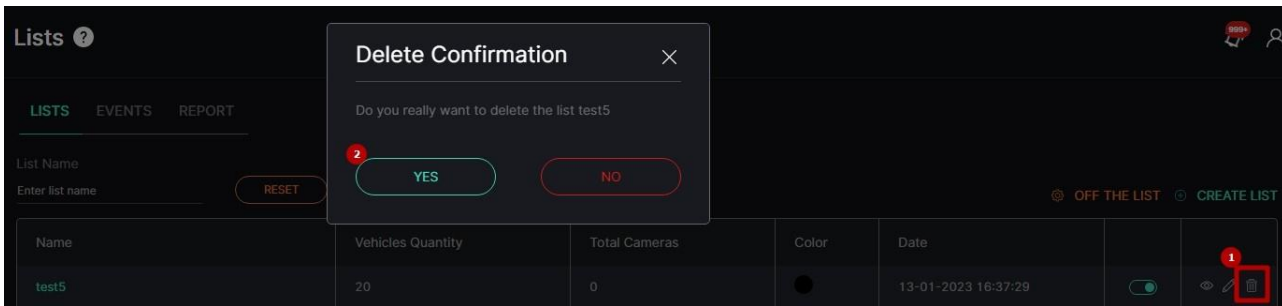 Lists ?
999+
Delete Confirmation
Do you really want to delete the list test5
2
YES
NO
LISTS EVENTS REPORT
List Name
Enter list name
RESET
OFF THE LIST
CREATE LIST
Name Vehicles Quantity Total Cameras Color Date
1
test5 20 0 13-01-2023 16:37:29